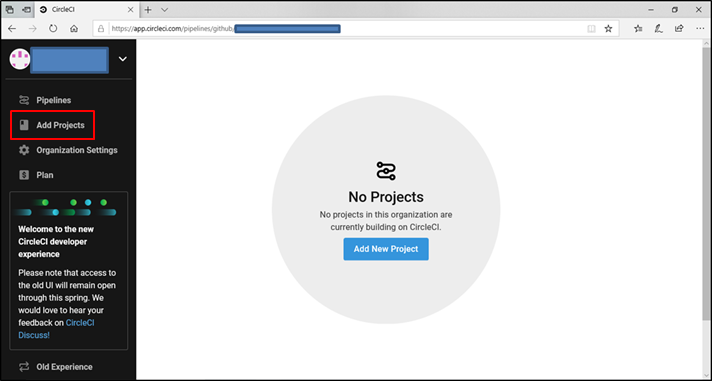 CircleCI
https://app.circleci.com/pipelines/github/
Pipelines
Add Projects
Organization Settings
Plan
Welcome to the new
CircleCI developer
experience
Please note that access to
the old UI will remain open
through this spring. We
would love to hear your
feedback on CircleCI
Discuss!
Old Experience
No Projects
No projects in this organization are
currently building on CircleCI.
Add New Project